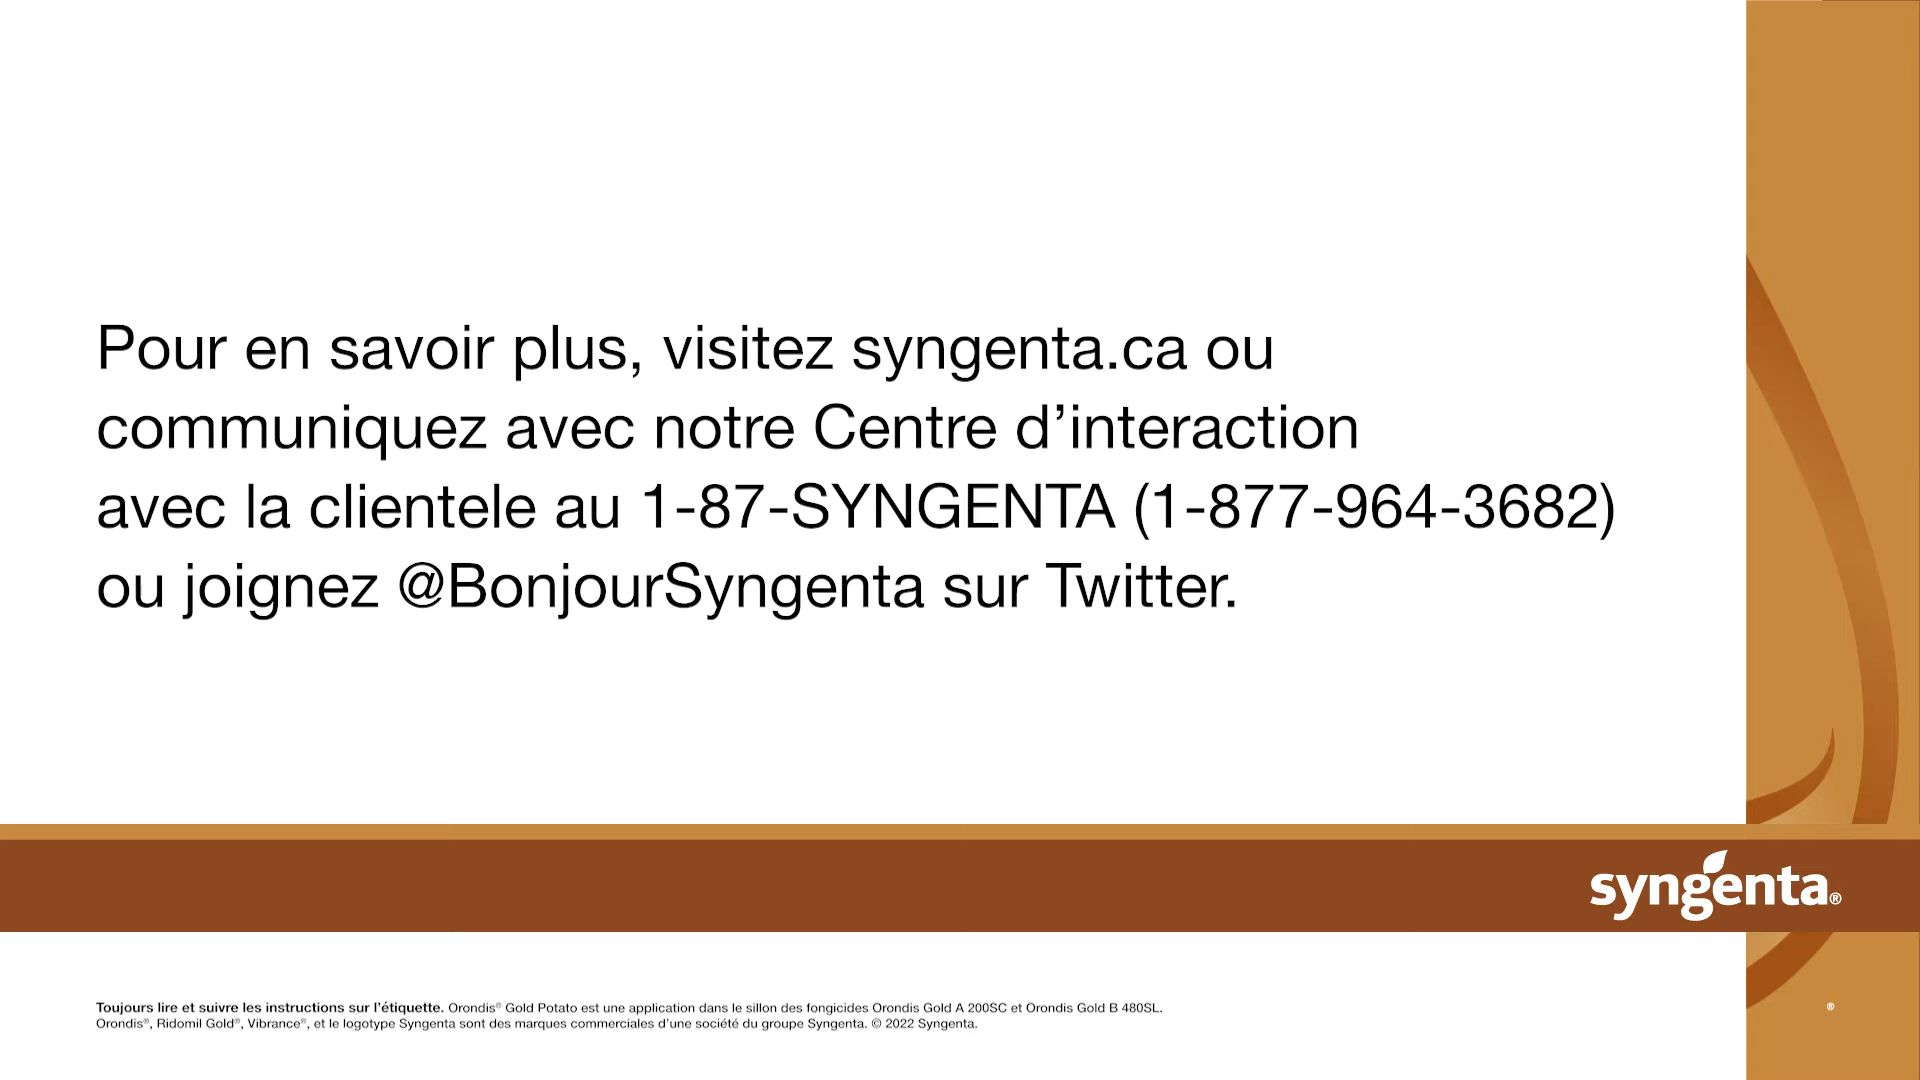 Pour en savoir plus, visitez syngenta.ca ou
communiquez avec notre Centre d’interaction
avec la clientele au 1-87-SYNGENTA (1-877-964-3682)
ou joignez @BonjourSyngenta sur Twitter.
syngenta®
Toujours lire et suivre les instructions sur l’étiquette. Orondis® Gold Potato est une application dans le sillon des fongicides Orondis Gold A 200SC et Orondis Gold B 480SL.
Orondis®, Ridomil Gold®, Vibrance®, et le logotype Syngenta sont des marques commerciales d’une société du groupe Syngenta. © 2022 Syngenta.
®